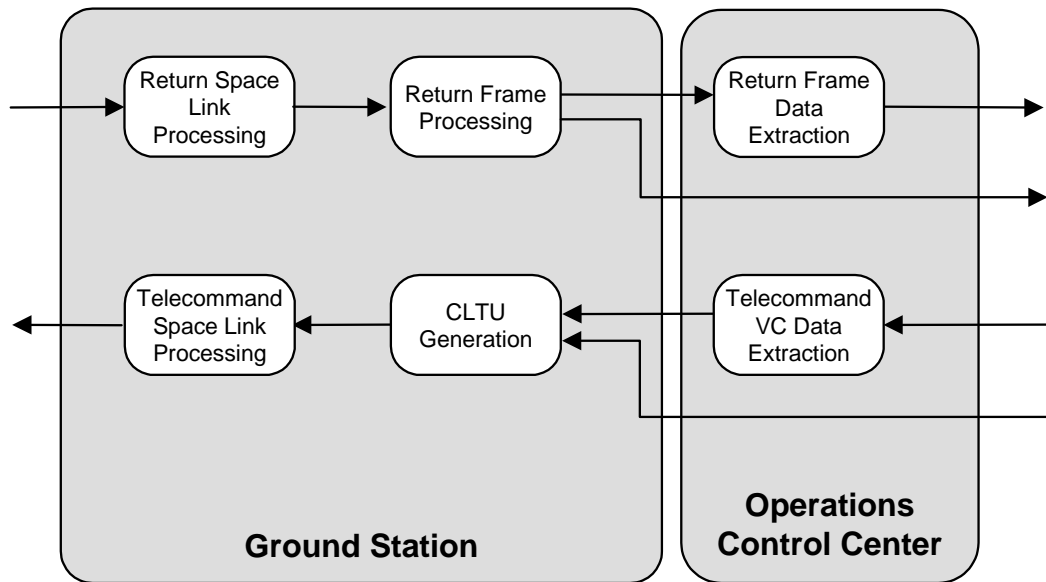 Return Space
Link
Processing
Return Frame
Processing
Return Frame
Data
Extraction
Telecommand
Space Link
Processing
CLTU
Generation
Telecommand
VC Data
Extraction
Ground Station
Operations
Control Center